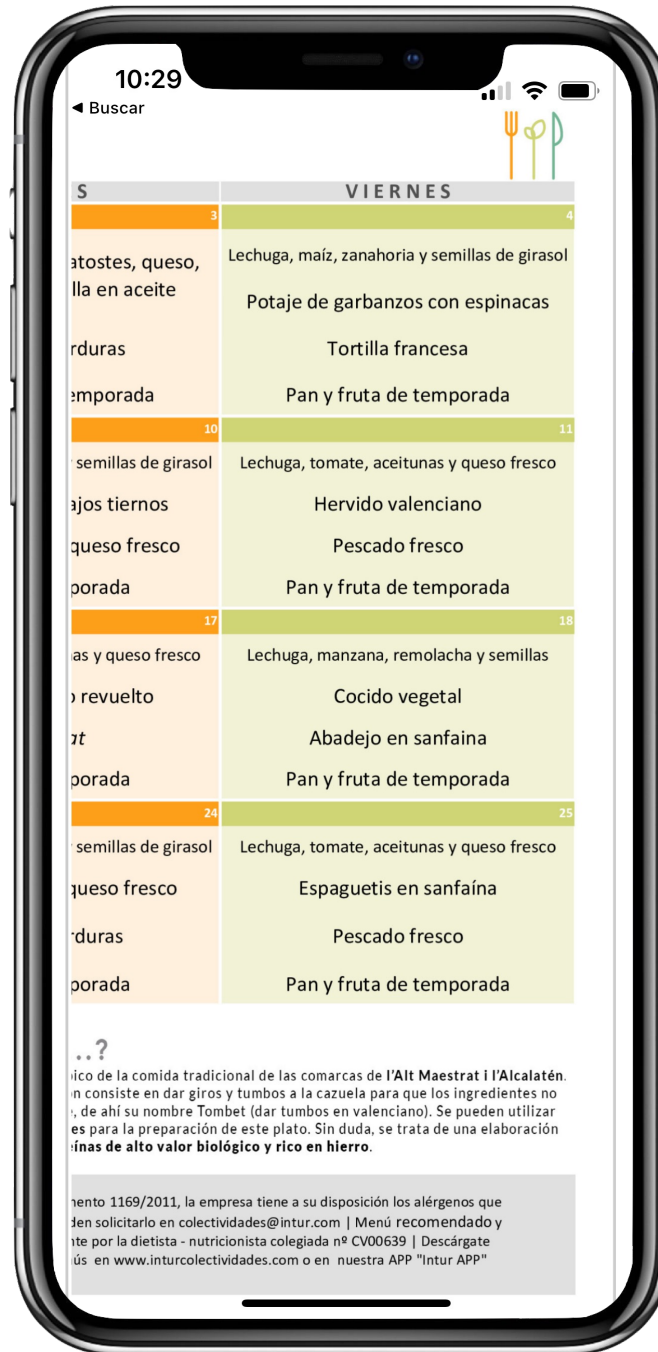 10:29
◀ Buscar
S
VIERNES
3
4
atostes, queso,
lla en aceite
rduras
emporada
Lechuga, maíz, zanahoria y semillas de girasol
Potaje de garbanzos con espinacas
Tortilla francesa
Pan y fruta de temporada
10
11
semillas de girasol
ajos tiernos
queso fresco
porada
Lechuga, tomate, aceitunas y queso fresco
Hervido valenciano
Pescado fresco
Pan y fruta de temporada
17
18
as y queso fresco
o revuelto
at
porada
Lechuga, manzana, remolacha y semillas
Cocido vegetal
Abadejo en sanfaina
Pan y fruta de temporada
24
25
semillas de girasol
queso fresco
rduras
porada
Lechuga, tomate, aceitunas y queso fresco
Espaguetis en sanfaína
Pescado fresco
Pan y fruta de temporada
..?
ico de la comida tradicional de las comarcas de l'Alt Maestrat i l'Alcalatén.
n consiste en dar giros y tumbos a la cazuela para que los ingredientes no
, de ahí su nombre Tombet (dar tumbos en valenciano). Se pueden utilizar
es para la preparación de este plato. Sin duda, se trata de una elaboración
eínas de alto valor biológico y rico en hierro.
mento 1169/2011, la empresa tiene a su disposición los alérgenos que
den solicitarlo en colectividades@intur.com | Menú recomendado y
nte por la dietista - nutricionista colegiada nº CV00639 | Descárgate
ús en www.inturcolectividades.com o en nuestra APP "Intur APP"